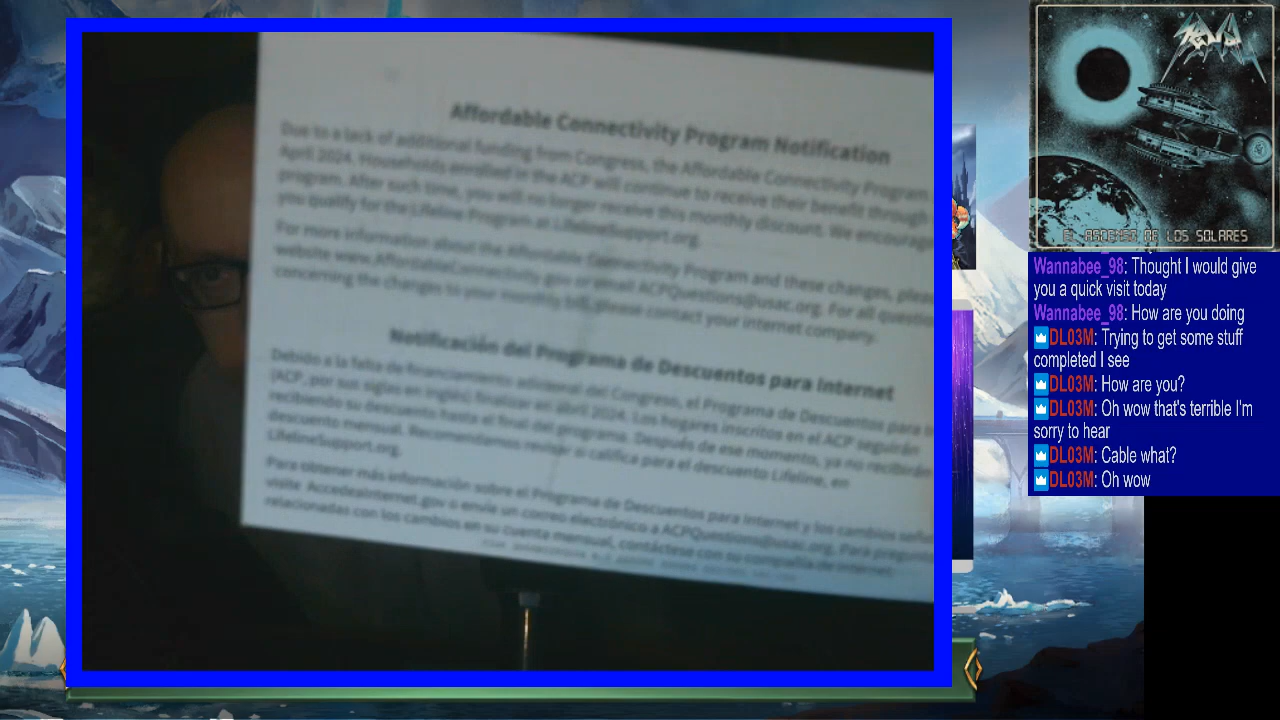 Affordable Connectivity Program Notification
Due to a lack of additional funding from Congress, the Affordable Connectivity Program
April 2024. Households enrolled in the ACP will continue to receive their benefit through
program. After such time, you will no longer receive this monthly discount. We encourage
you qualify for the Lifeline Program at LifelineSupport.org.
For more information about the Affordable Connectivity Program and these changes, please
website or email ACPQuestions@usac.org. For all questions
concerning the changes to your monthly bill, please contact your internet company.
Notificación del Programa de Descuentos para Internet
Debido a la falta de financiamiento adicional del Congreso, el Programa de Descuentos para
(ACP, por sus siglas en inglés) finalizar en abril 2024. Los hogares inscritos en el ACP seguirán
recibiendo su descuento hasta el programa. Después de ese momento, ya no recibirán
descuento mensual. Recomendamos revisar si califica para el descuento Lifeline, en
LifelineSupport.org.
Para obtener más información sobre el Programa de Descuentos para Internet y los cambios
visite o envíe un correo electrónico a ACPQuestions@usac.org. Para
relacionadas con los cambios en su cuenta mensual, contáctese con su compañía de internet.
EL ASCENSO DE LOS SOLARES
Wannabee_98: Thought I would give
you a quick visit today
Wannabee_98: How are you doing
DL03M: Trying to get some stuff
completed I see
DL03M: How are you?
DL03M: Oh wow that's terrible I'm
sorry to hear
DL03M: Cable what?
DL03M: Oh wow